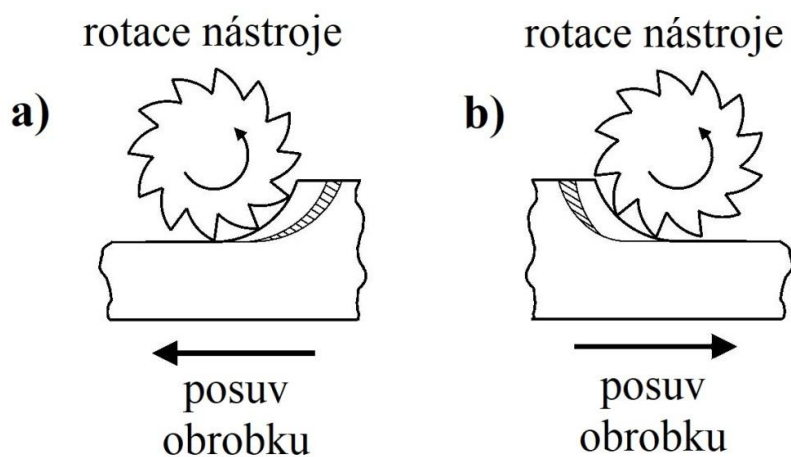 rotace nástroje
a)
posuv
obrobku
rotace nástroje
b)
posuv
obrobku